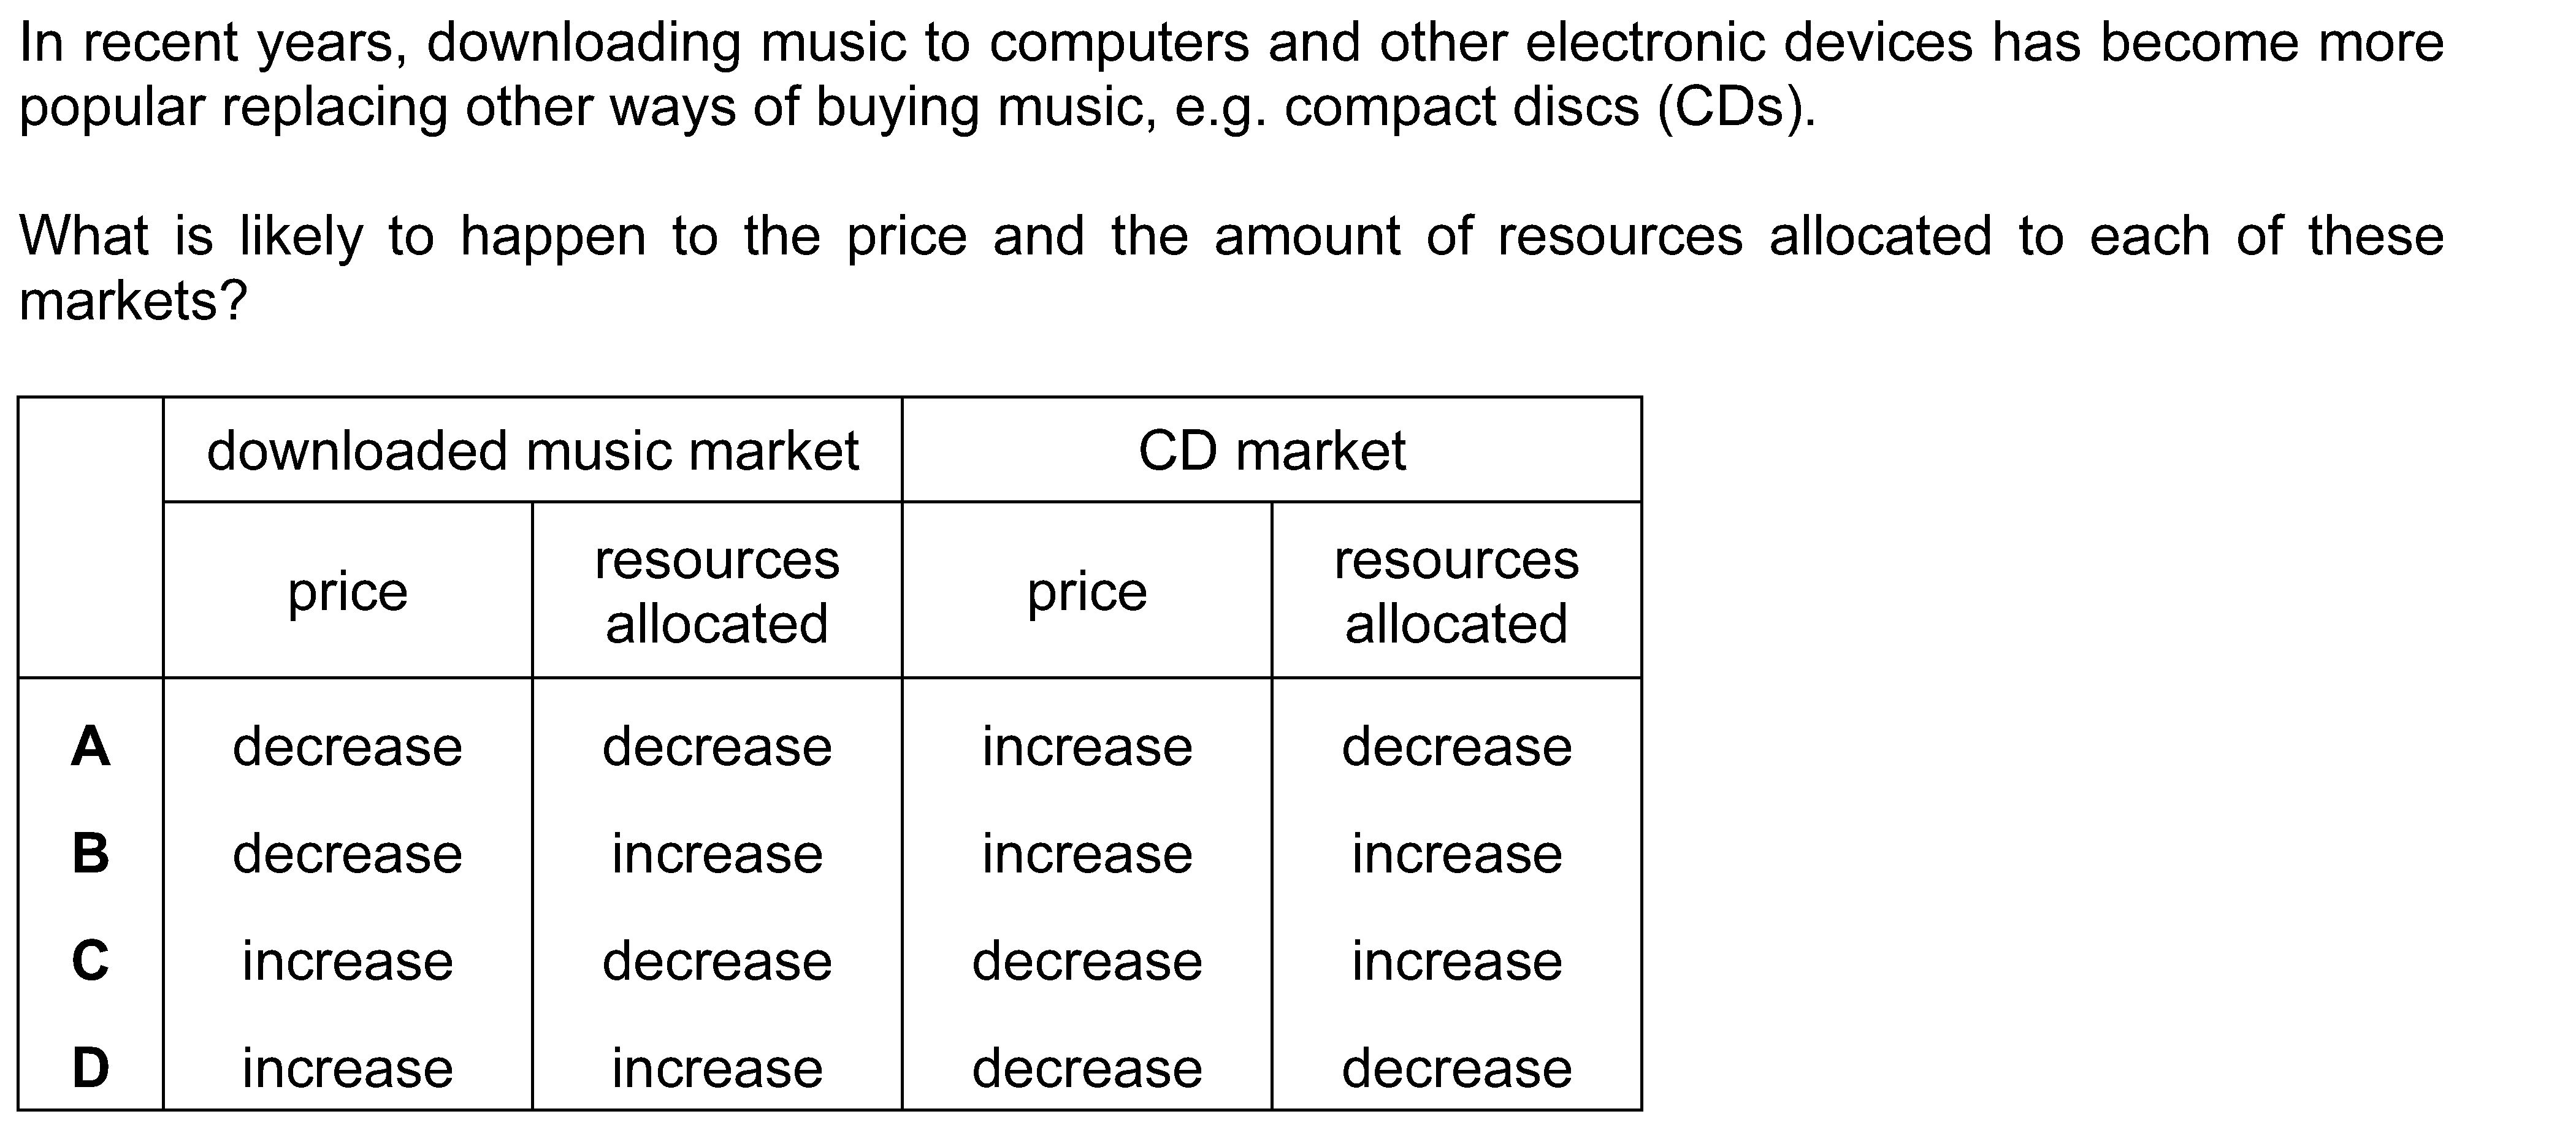 In recent years, downloading music to computers and other electronic devices has become more
popular replacing other ways of buying music, e.g. compact discs (CDs).
What is likely to happen to the price and the amount of resources allocated to each of these
markets?
downloaded music market CD market
price resources allocated price resources allocated
A decrease decrease increase decrease
B decrease increase increase increase
C increase decrease decrease increase
D increase increase decrease decrease